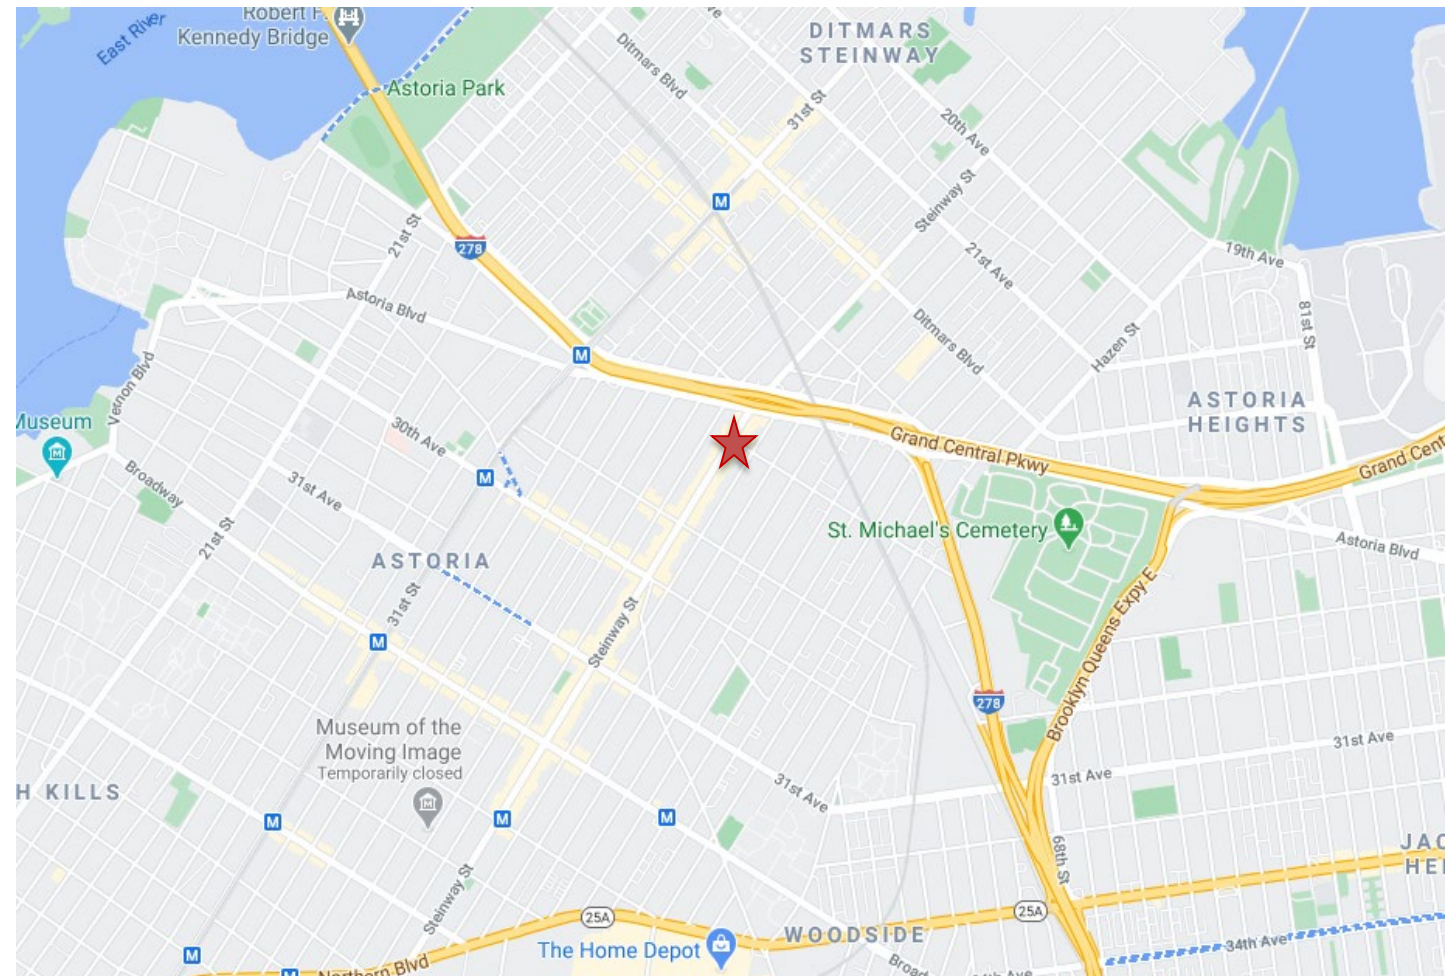 Robert F.
Kennedy Bridge
East River
DITMARS
STEINWAY
Ditmars Blvd
Astoria Park
31st St
20th Ave
Steinway St
M
21st St
278
21st Ave
19th Ave
Astoria Blvd
81st St
Ditmars Blvd
Hazen St
M
Vernon Blvd
ASTORIA
HEIGHTS
Museum
30th Ave
Grand Central Pkwy
Grand Cent
Broadway
M
31st Ave
St. Michael's Cemetery
21st St
Astoria Blvd
ASTORIA
31st St
Steinway St
Brooklyn Queens Expy E
M
278
Museum of the
Moving Image
Temporarily closed
31st Ave
31st Ave
31st Ave
H KILLS
M
M
M
68th St
JAC
HEI
Steinway St
25A
25A
WOODSIDE
The Home Depot
34th Ave
M
M
Northern Blvd
Broad